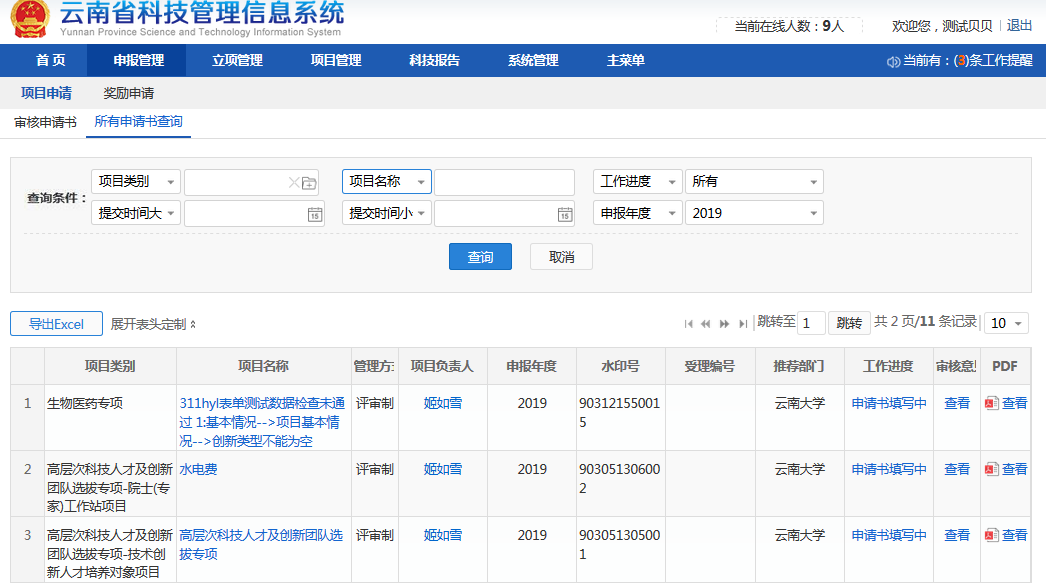 云南省科技管理信息系统
Yunnan Province Science and Technology Information System
当前在线人数：9人
欢迎您，测试贝贝 | 退出
首 页 申报管理 立项管理 项目管理 科技报告 系统管理 主菜单
当前有：(3)条工作提醒
项目申请 奖励申请
审核申请书 所有申请书查询
查询条件：
项目类别 项目名称 工作进度 所有
提交时间大 15 提交时间小 15 申报年度 2019
查询 取消
导出Excel 展开表头定制
跳转至 1 跳转 共 2 页/11 条记录 10
项目类别 项目名称 管理方 项目负责人 申报年度 水印号 受理编号 推荐部门 工作进度 审核意 PDF
1 生物医药专项 311hyl表单测试数据检查未通 评审制 姬如雪 2019 90312155001 云南大学 申请书填写中 查看 查看
过 1:基本情况-->项目基本情 5
况-->创新类型不能为空
2 高层次科技人才及创新 水电费 评审制 姬如雪 2019 90305130600 云南大学 申请书填写中 查看 查看
团队选拔专项-院士(专 2
家)工作站项目
3 高层次科技人才及创新 高层次科技人才及创新团队选 评审制 姬如雪 2019 90305130500 云南大学 申请书填写中 查看 查看
团队选拔专项-技术创 拔专项 1
新人才培养对象项目